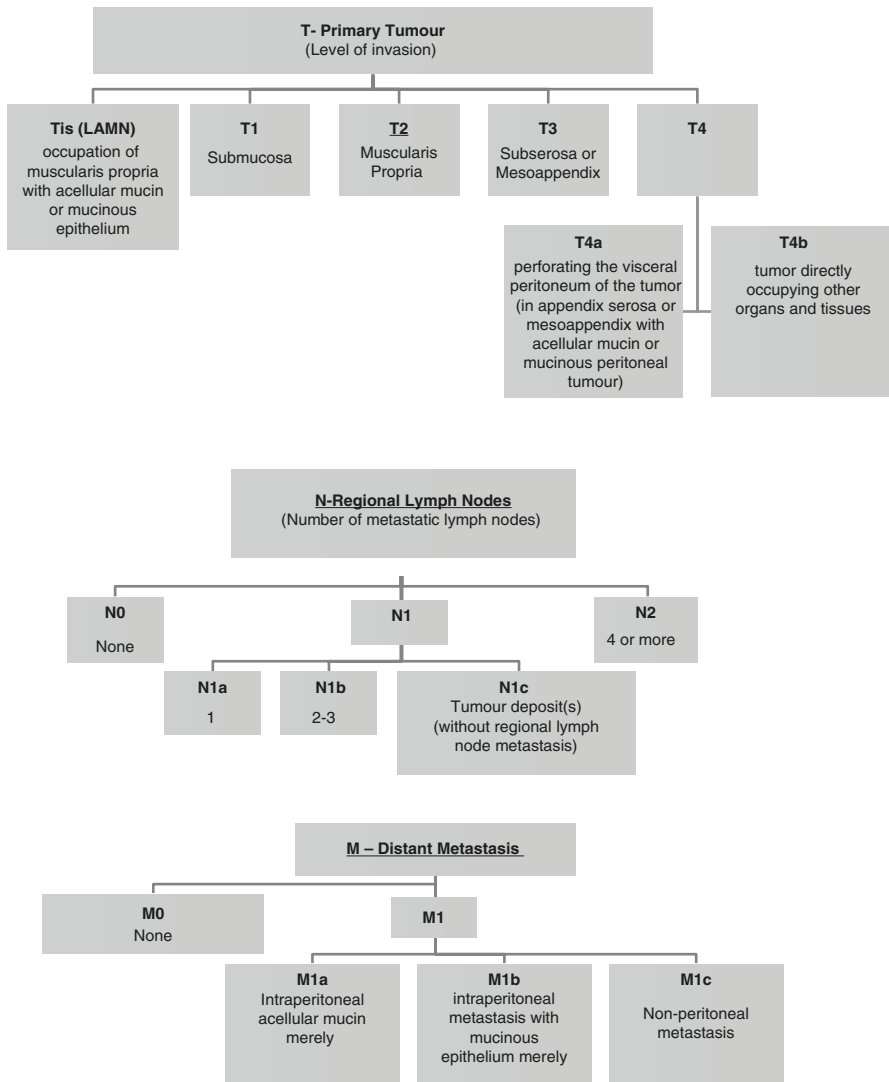 T- Primary Tumour
(Level of invasion)
Tis (LAMN)
occupation of
muscularis propria
with acellular mucin
or mucinous
epithelium
T1
Submucosa
T2
Muscularis
Propria
T3
Subserosa or
Mesoappendix
T4
T4a
perforating the visceral
peritoneum of the tumor
(in appendix serosa or
mesoappendix with
acellular mucin or
mucinous peritoneal
tumour)
T4b
tumor directly
occupying other
organs and tissues
N-Regional Lymph Nodes
(Number of metastatic lymph nodes)
N0
None
N1
N2
4 or more
N1a
1
N1b
2-3
N1c
Tumour deposit(s)
(without regional lymph
node metastasis)
M – Distant Metastasis
M0
None
M1
M1a
Intraperitoneal
acellular mucin
merely
M1b
intraperitoneal
metastasis with
mucinous
epithelium merely
M1c
Non-peritoneal
metastasis